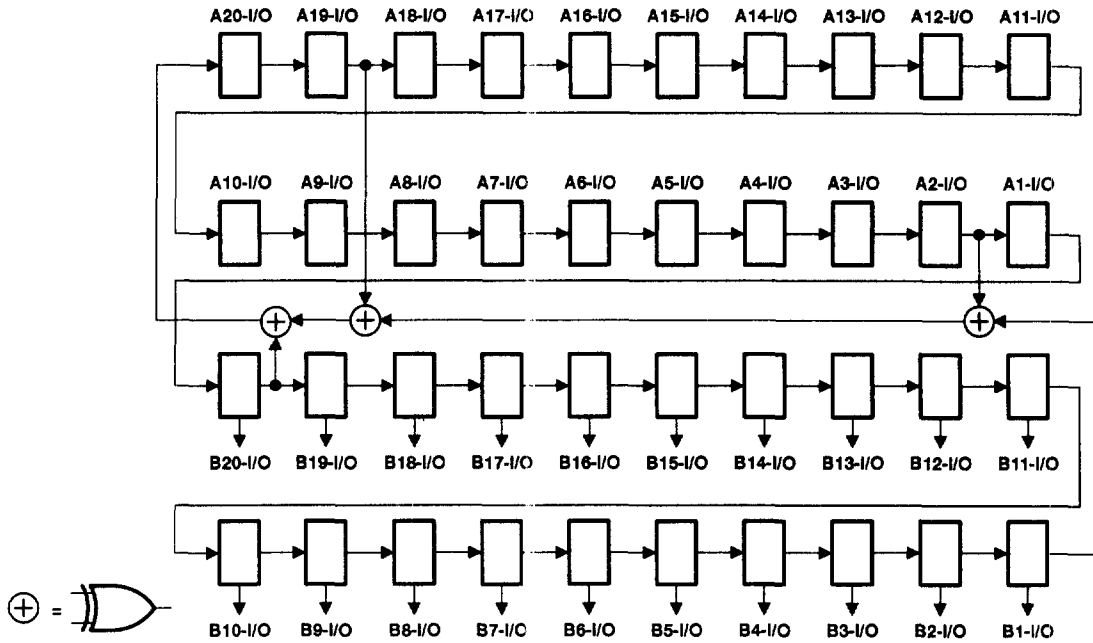 A20-I/O A19-I/O A18-I/O A17-I/O A16-I/O A15-I/O A14-I/O A13-I/O A12-I/O A11-I/O
A10-I/O A9-I/O A8-I/O A7-I/O A6-I/O A5-I/O A4-I/O A3-I/O A2-I/O A1-I/O
B20-I/O B19-I/O B18-I/O B17-I/O B16-I/O B15-I/O B14-I/O B13-I/O B12-I/O B11-I/O
=
B10-I/O B9-I/O B8-I/O B7-I/O B6-I/O B5-I/O B4-I/O B3-I/O B2-I/O B1-I/O